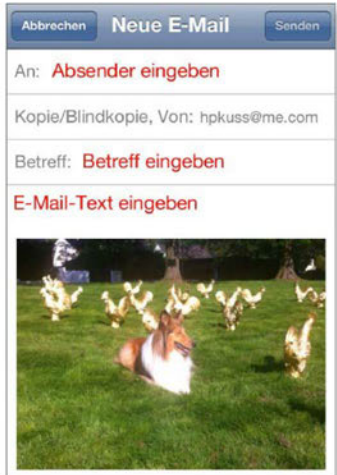 Abbrechen Neue E-Mail Senden
An: Absender eingeben
Kopie/Blindkopie, Von: hpkuss@me.com
Betreff: Betreff eingeben
E-Mail-Text eingeben